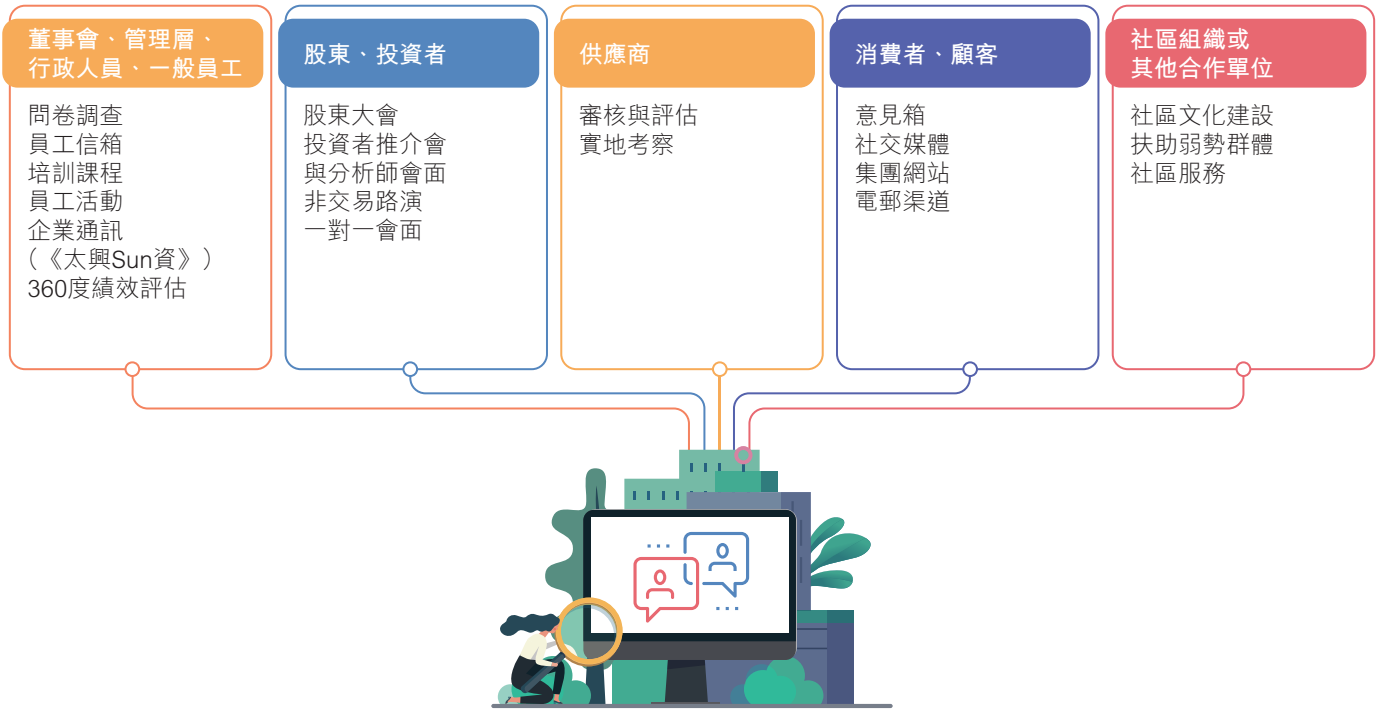 董事會、管理層、
行政人員、一般員工
問卷調查
員工信箱
培訓課程
員工活動
企業通訊
(《太興Sun資》)
360度績效評估
股東、投資者
股東大會
投資者推介會
與分析師會面
非交易路演
一對一會面
供應商
審核與評估
實地考察
消費者、顧客
意見箱
社交媒體
集團網站
電郵渠道
社區組織或
其他合作單位
社區文化建設
扶助弱勢群體
社區服務